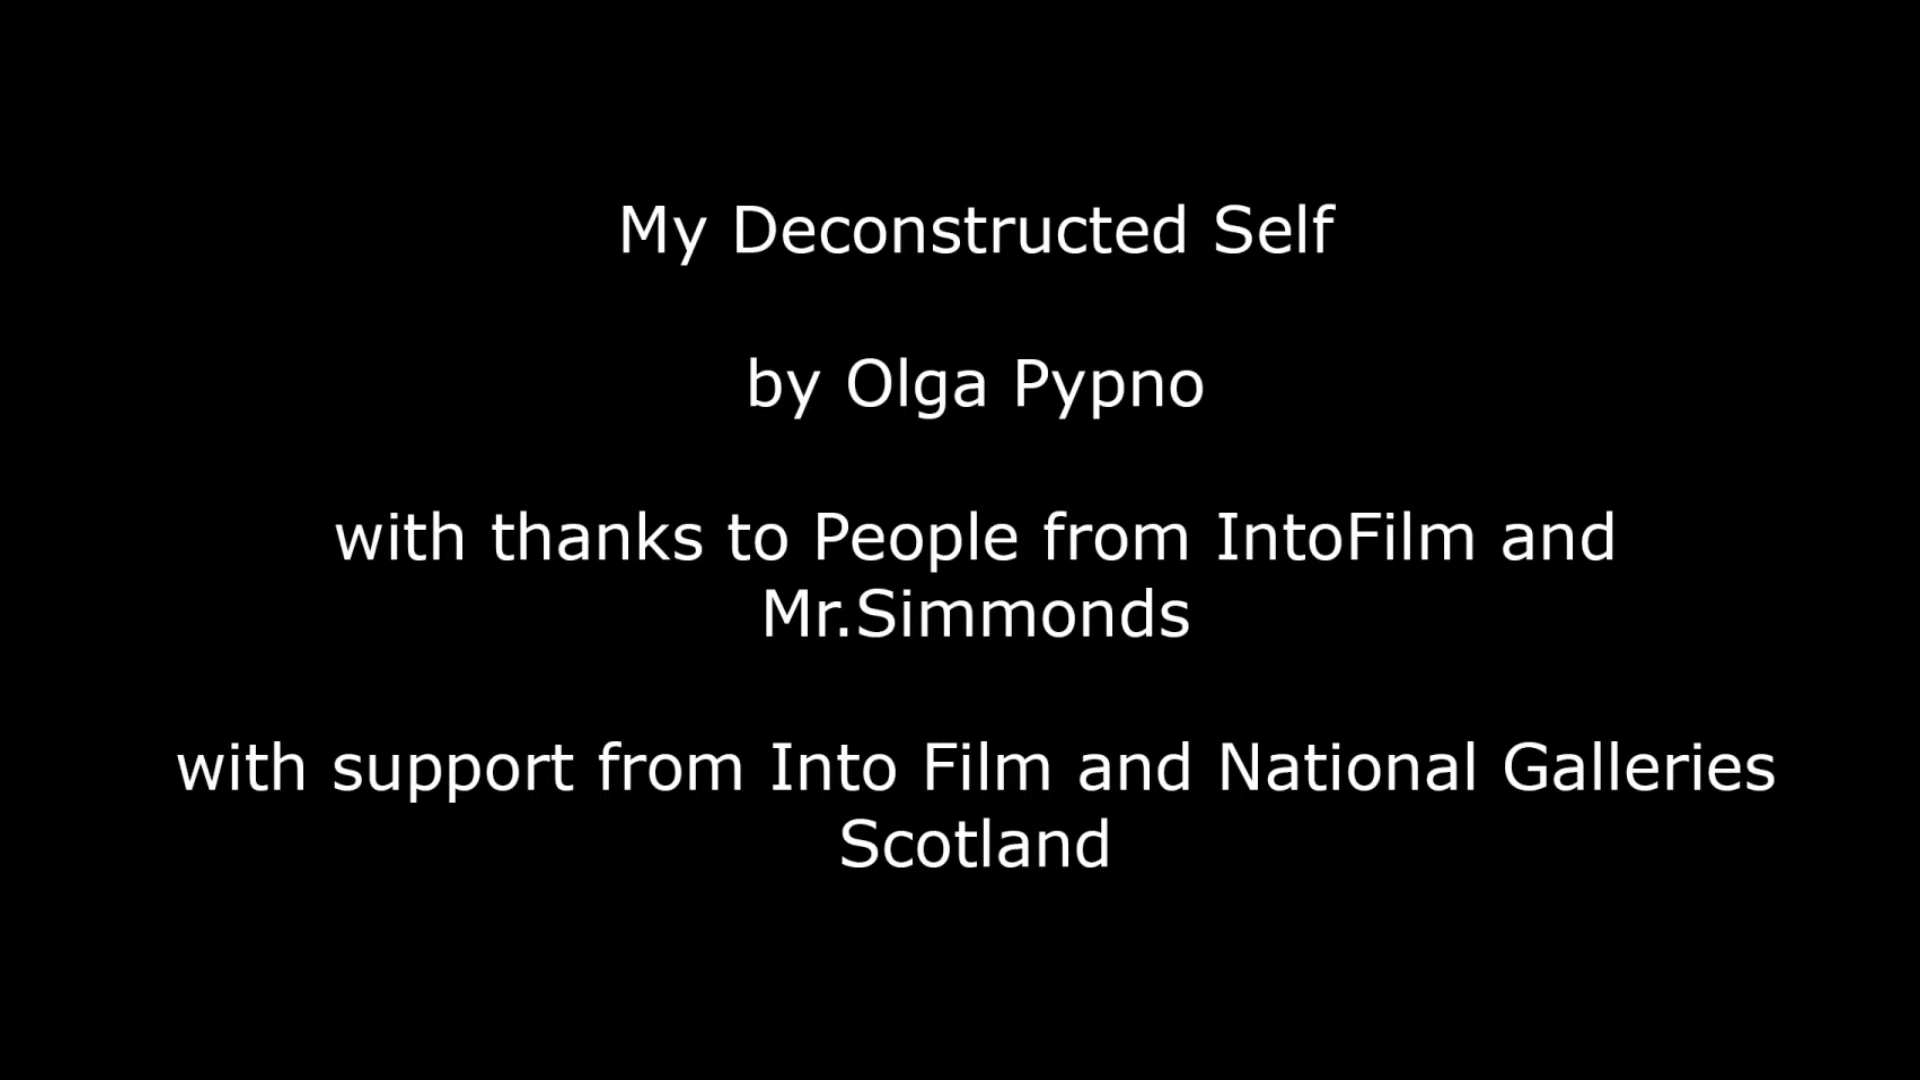 My Deconstructed Self
by Olga Pypno
with thanks to People from IntoFilm and
Mr.Simmonds
with support from Into Film and National Galleries
Scotland